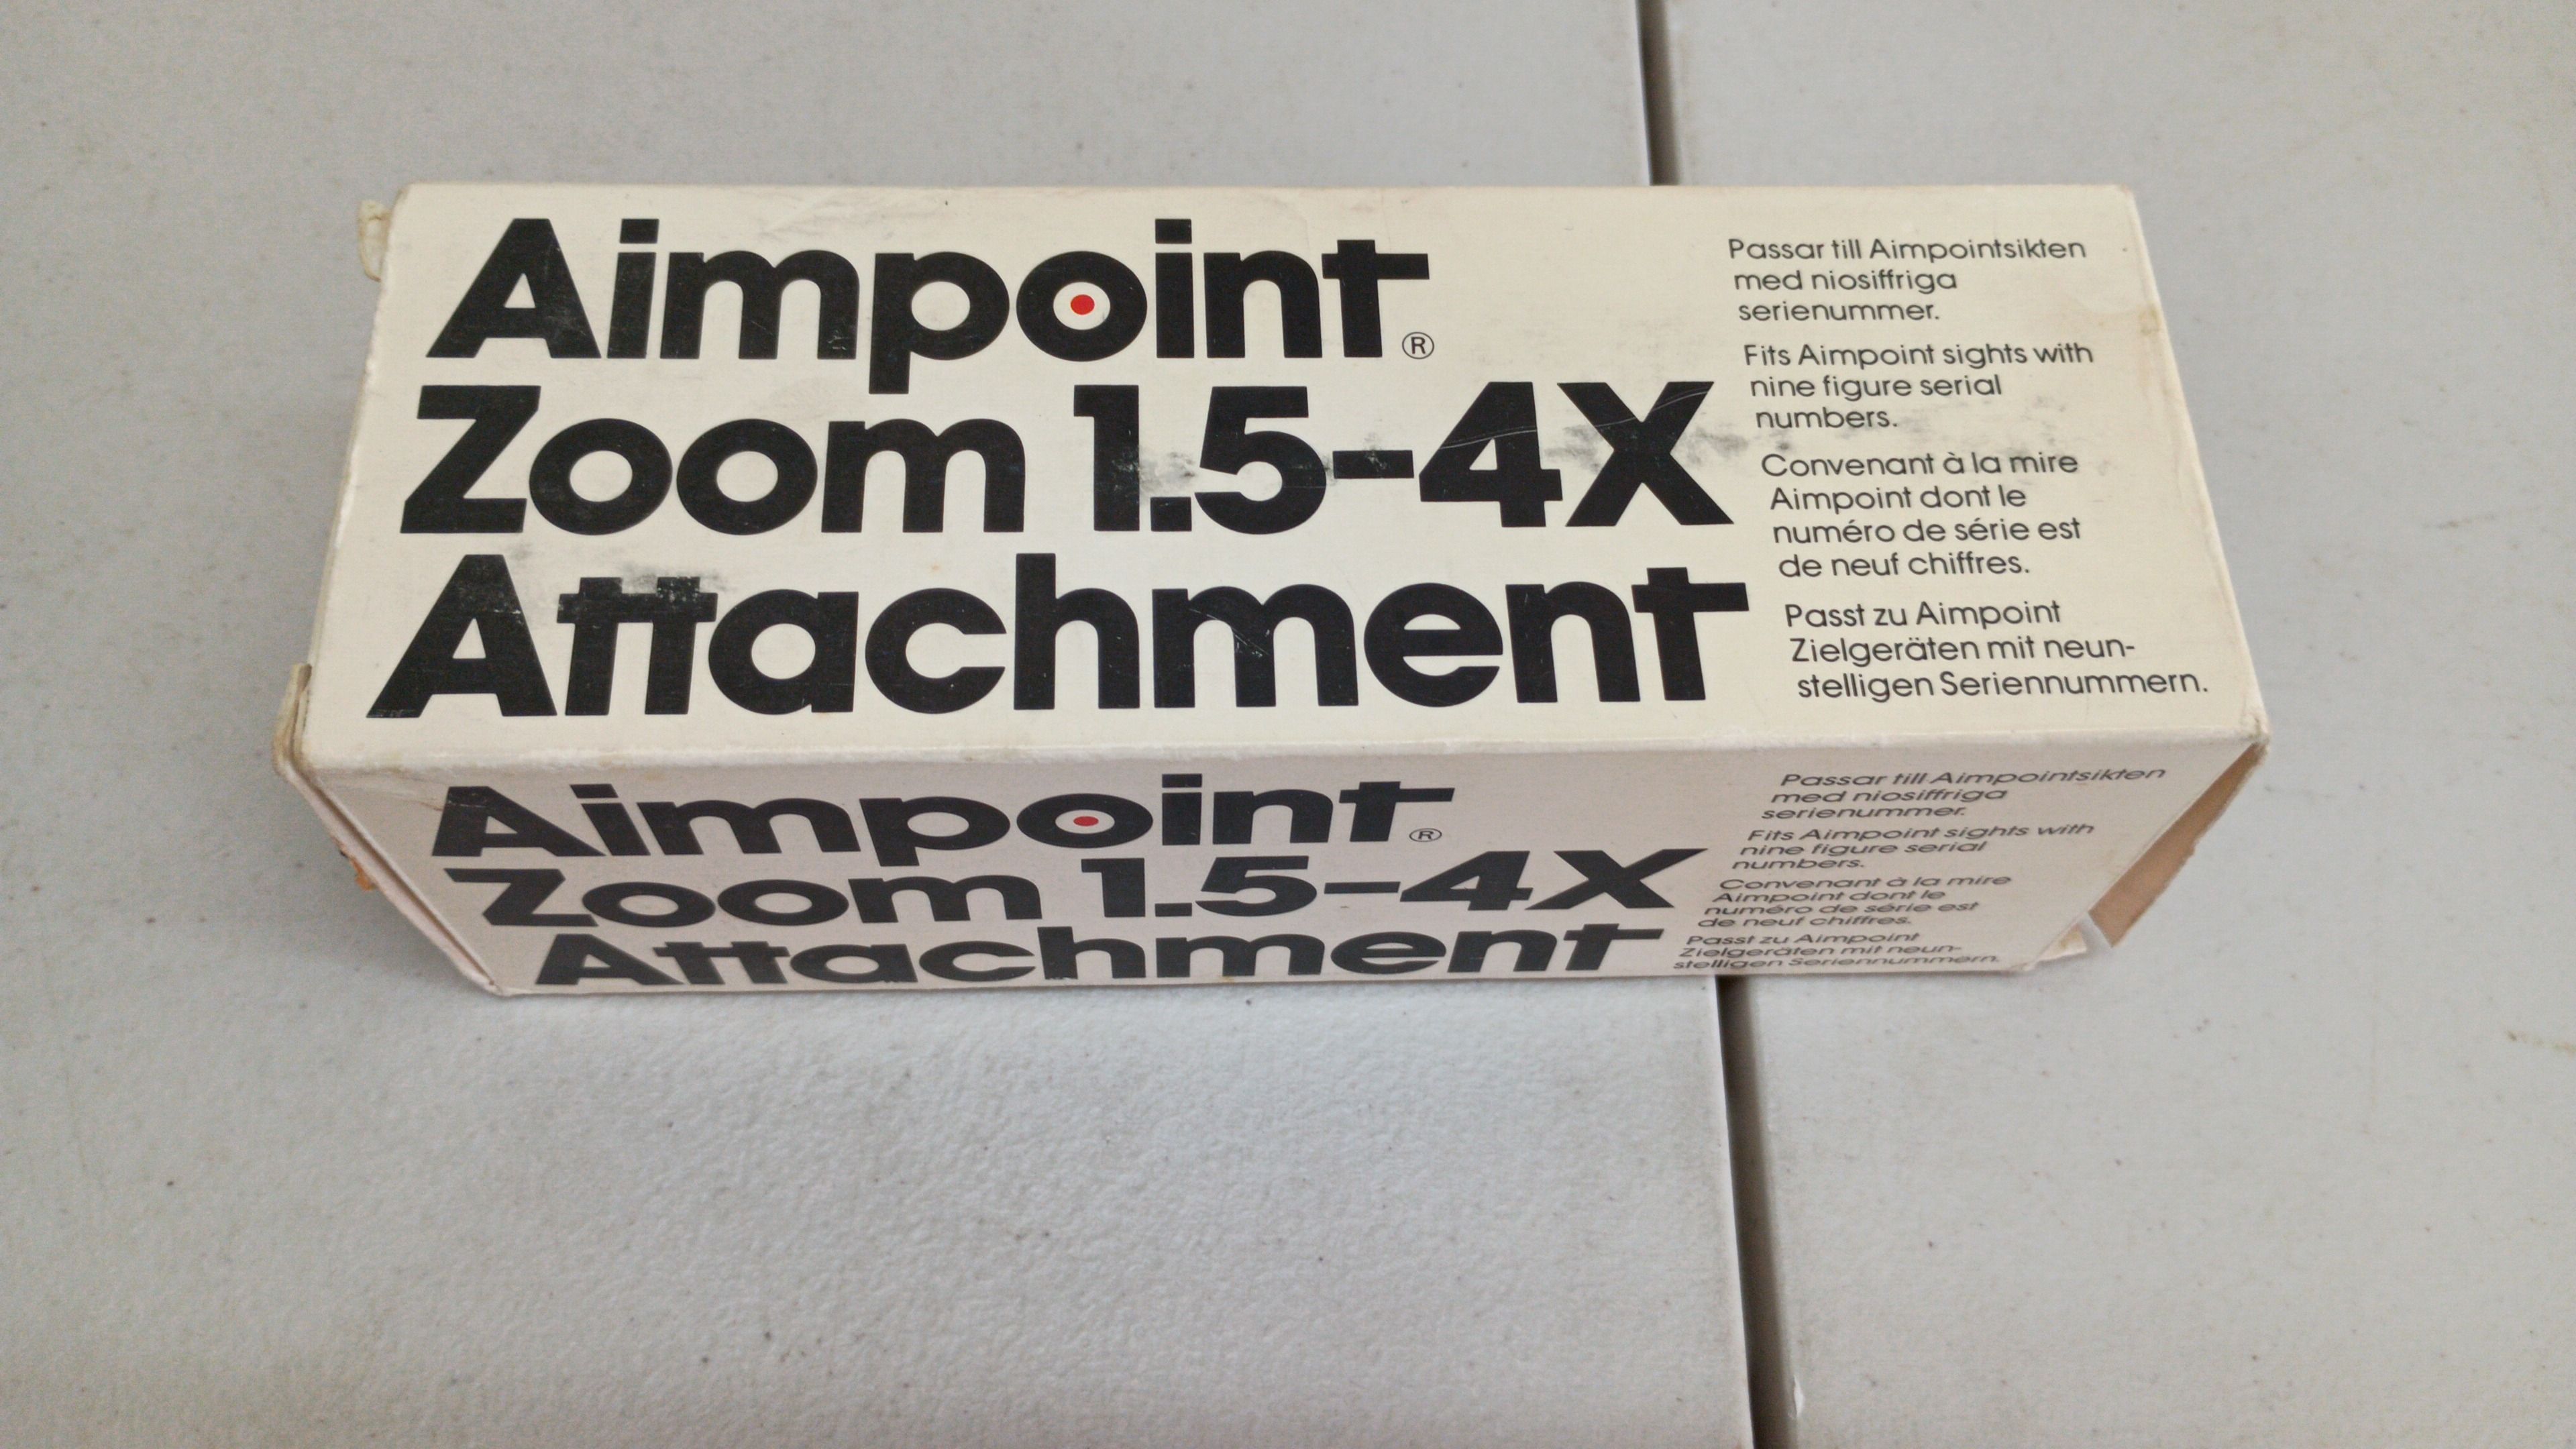 Aimpoint®
Zoom 1.5-4X
Attachment
Passar till Aimpointsikten
med niosiffriga
serienummer.
Fits Aimpoint sights with
nine figure serial
numbers.
Convenant à la mire
Aimpoint dont le
numéro de série est
de neuf chiffres.
Passt zu Aimpoint
Zielgeräten mit neun-
stelligen Seriennummern.
Aimpoint®
Zoom 1.5-4X
Attachment
Passar till Aimpointsikten
med niosiffriga
serienummer.
Fits Aimpoint sights with
nine figure serial
numbers.
Convenant à la mire
Aimpoint dont le
numéro de série est
de neuf chiffres.
Passt zu Aimpoint
Zielgeräten mit neun-
stelligen Seriennummern.